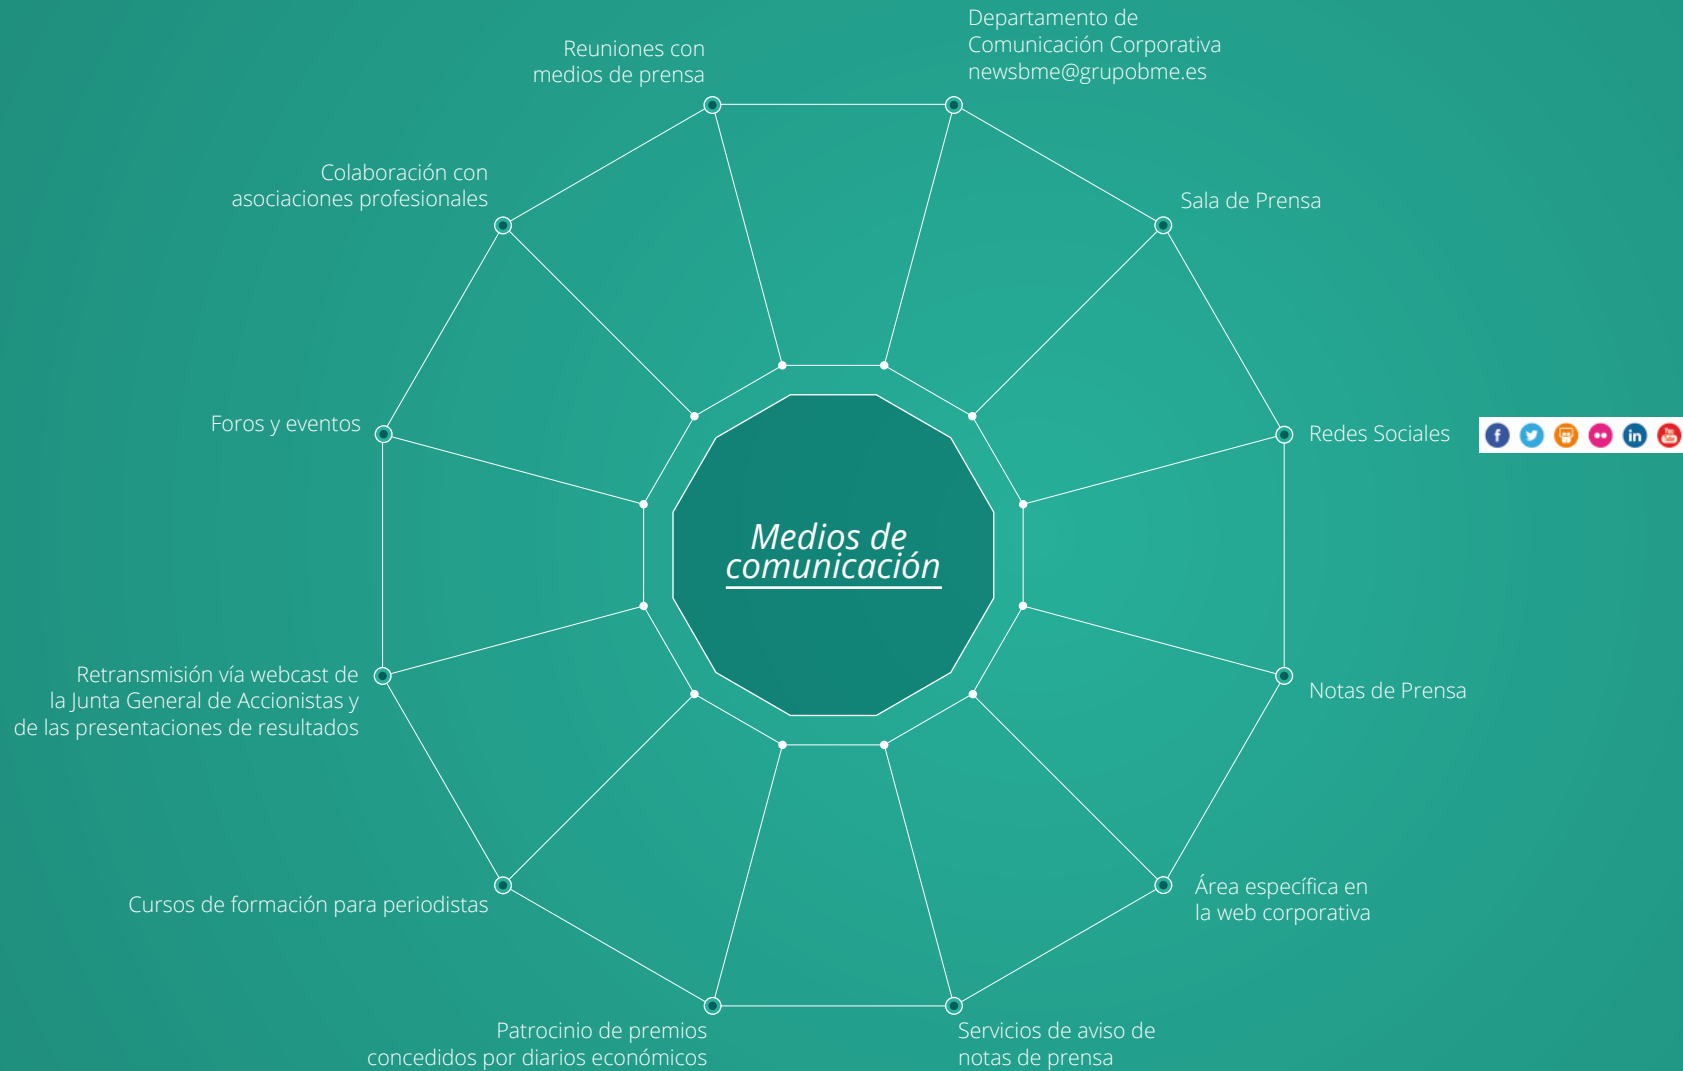 Departamento de
Comunicación Corporativa
newsbme@grupobme.es
Reuniones con
medios de prensa
Colaboración con
asociaciones profesionales
Sala de Prensa
Foros y eventos
Redes Sociales
f
in
You
Tube
Medios de
comunicación
Retransmisión vía webcast de
la Junta General de Accionistas y
de las presentaciones de resultados
Notas de Prensa
Cursos de formación para periodistas
Área específica en
la web corporativa
Patrocinio de premios
concedidos por diarios económicos
Servicios de aviso de
notas de prensa